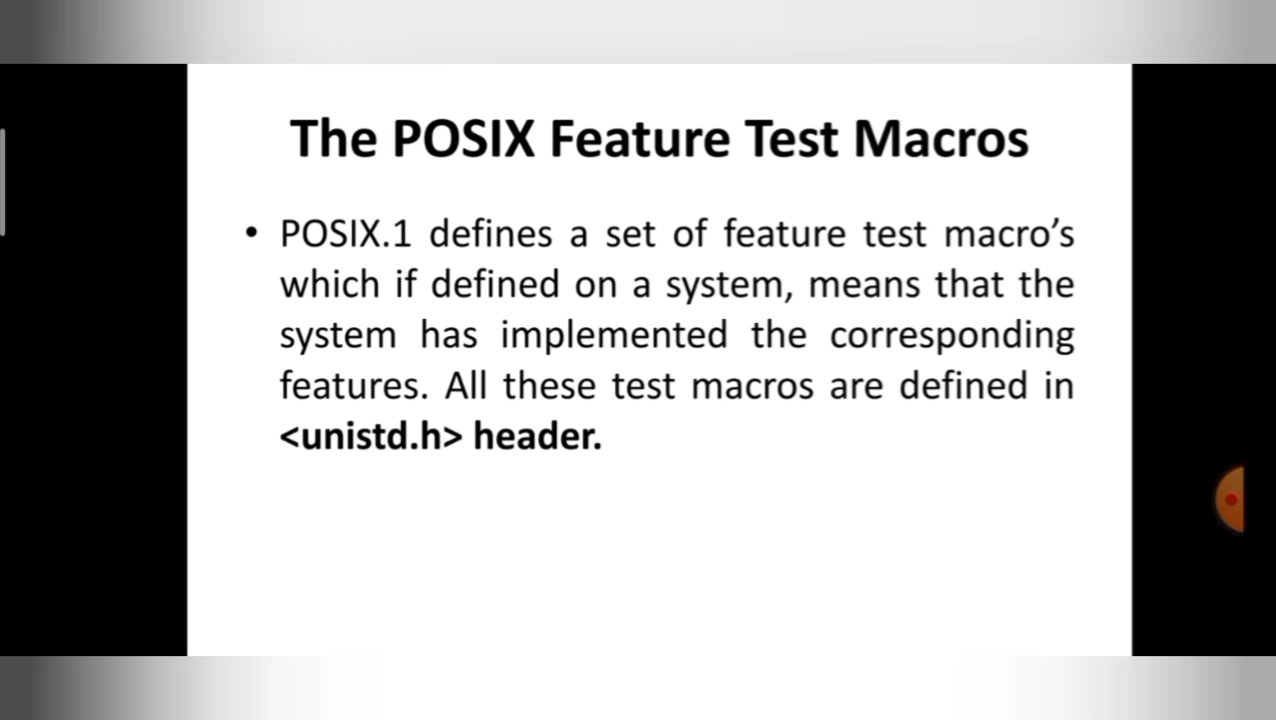 The POSIX Feature Test Macros
• POSIX.1 defines a set of feature test macro’s
which if defined on a system, means that the
system has implemented the corresponding
features. All these test macros are defined in
<unistd.h> header.